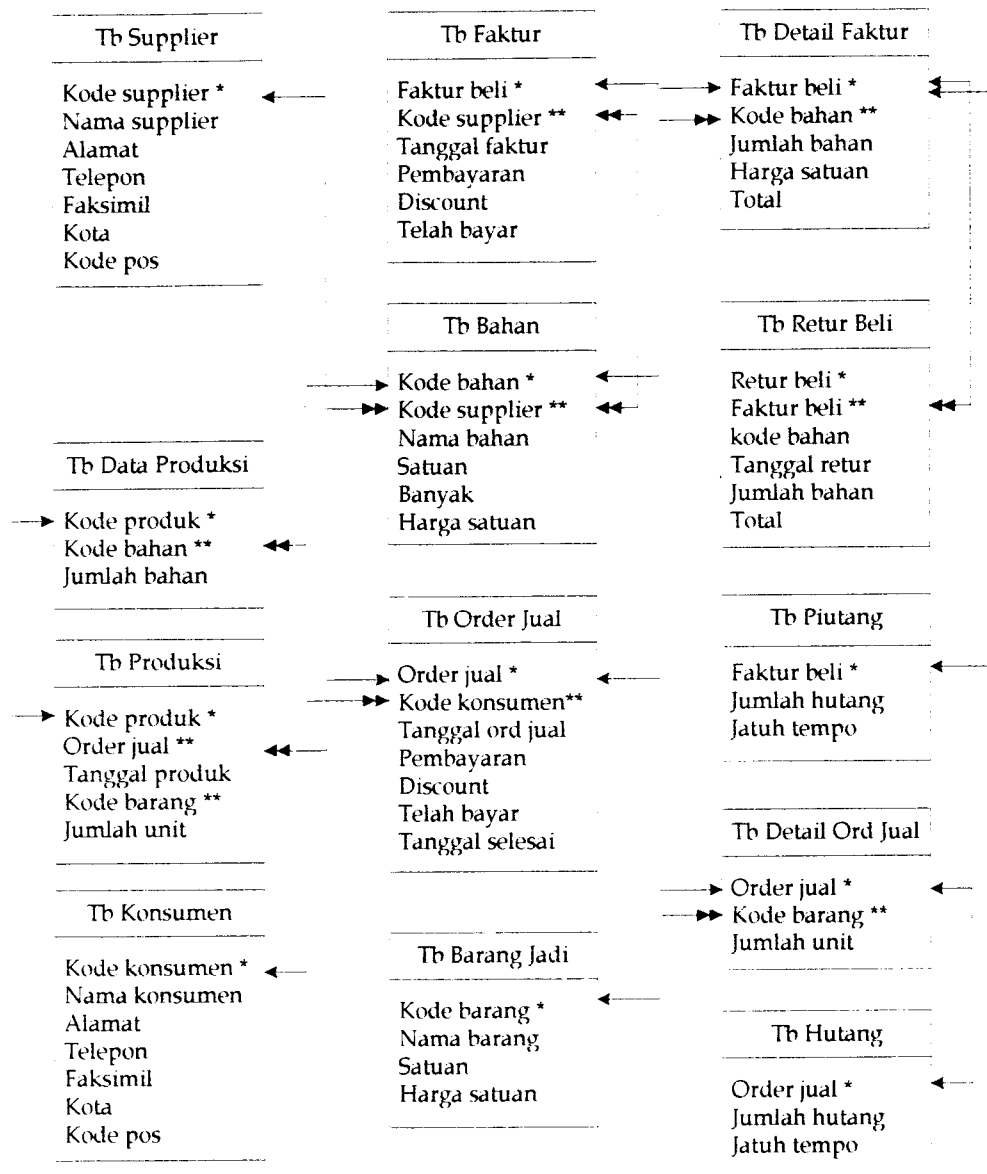 Tb Supplier
Kode supplier *
Nama supplier
Alamat
Telepon
Faksimil
Kota
Kode pos
Tb Faktur
Faktur beli *
Kode supplier **
Tanggal faktur
Pembayaran
Discount
Telah bayar
Tb Detail Faktur
Faktur beli *
Kode bahan **
Jumlah bahan
Harga satuan
Total
Tb Bahan
Kode bahan *
Kode supplier **
Nama bahan
Satuan
Banyak
Harga satuan
Tb Retur Beli
Retur beli *
Faktur beli **
kode bahan
Tanggal retur
Jumlah bahan
Total
Tb Data Produksi
Kode produk *
Kode bahan **
Jumlah bahan
Tb Produksi
Kode produk *
Order jual **
Tanggal produk
Kode barang **
Jumlah unit
Tb Order Jual
Order jual *
Kode konsumen**
Tanggal ord jual
Pembayaran
Discount
Telah bayar
Tanggal selesai
Tb Piutang
Faktur beli *
Jumlah hutang
Jatuh tempo
Tb Detail Ord Jual
Order jual *
Kode barang **
Jumlah unit
Tb Konsumen
Kode konsumen *
Nama konsumen
Alamat
Telepon
Faksimil
Kota
Kode pos
Tb Barang Jadi
Kode barang *
Nama barang
Satuan
Harga satuan
Tb Hutang
Order jual *
Jumlah hutang
Jatuh tempo